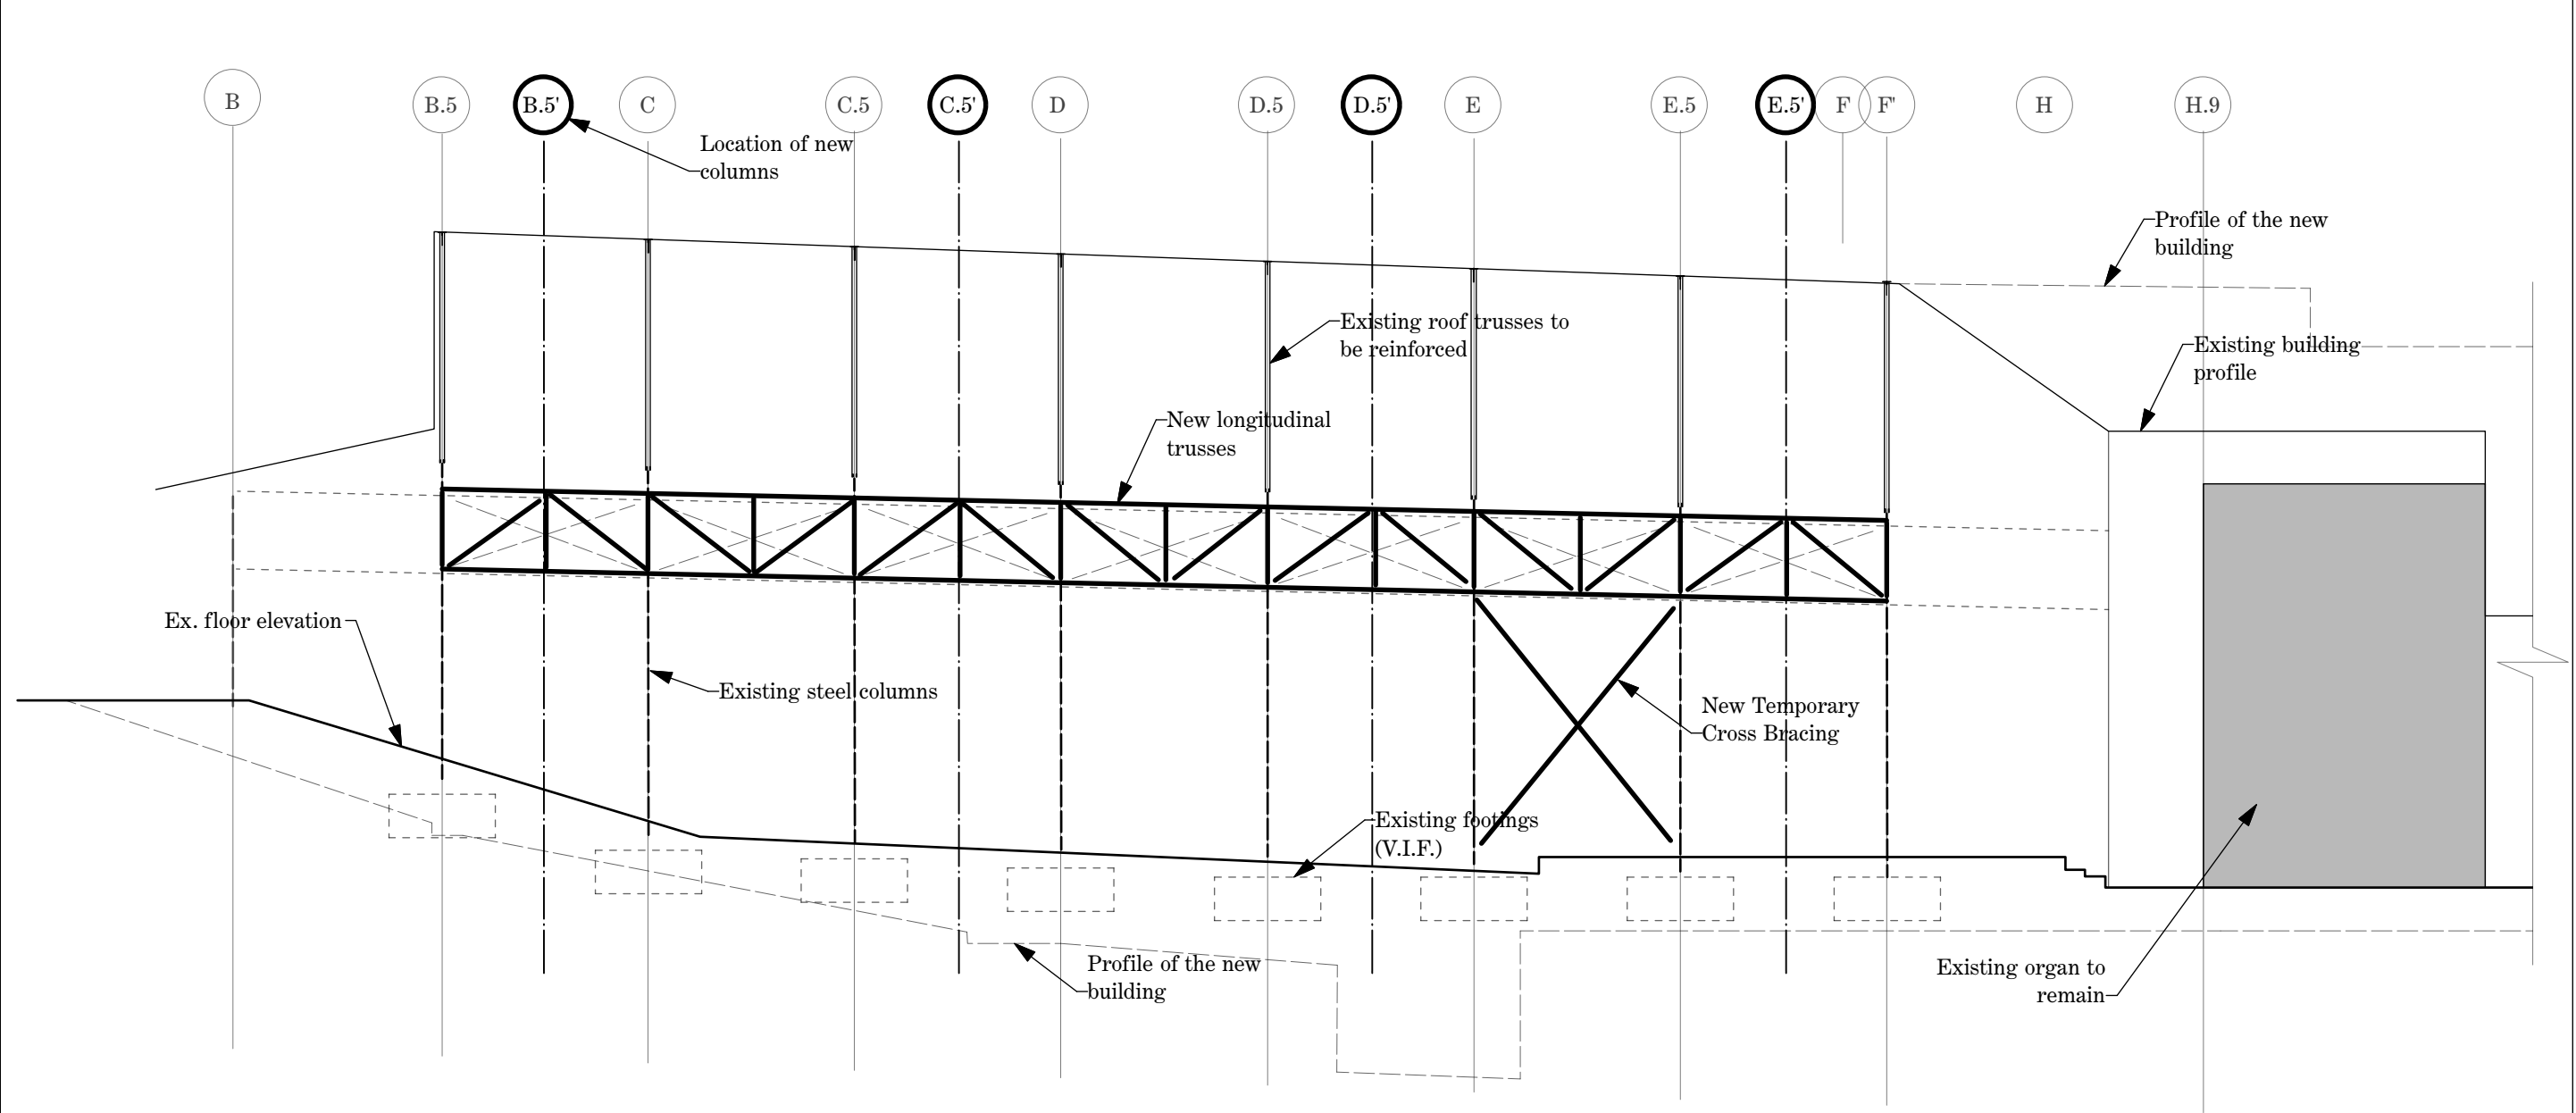 B
B.5
B.5'
C
C.5
C.5'
D
D.5
D.5'
E
E.5
E.5'
F
F'
H
H.9
Location of new
columns
Profile of the new
building
Existing roof trusses to
be reinforced
Existing building
profile
New longitudinal
trusses
Ex. floor elevation
Existing steel columns
New Temporary
Cross Bracing
Existing footings
(V.I.F.)
Profile of the new
building
Existing organ to
remain